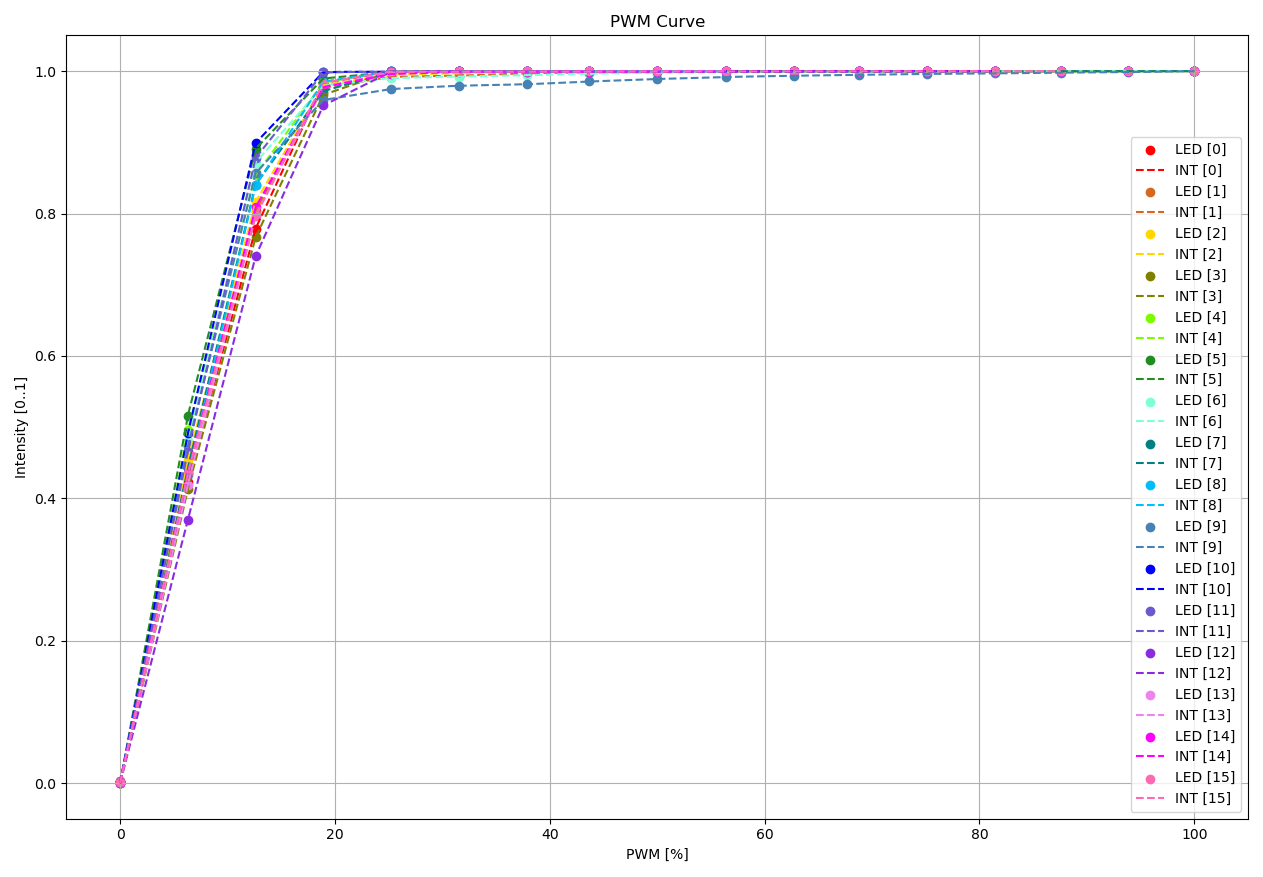 PWM Curve
1.0
0.8
0.6
0.4
0.2
0.0
Intensity [0..1]
0 20 40 60 80 100
PWM [%]
LED [0]
INT [0]
LED [1]
INT [1]
LED [2]
INT [2]
LED [3]
INT [3]
LED [4]
INT [4]
LED [5]
INT [5]
LED [6]
INT [6]
LED [7]
INT [7]
LED [8]
INT [8]
LED [9]
INT [9]
LED [10]
INT [10]
LED [11]
INT [11]
LED [12]
INT [12]
LED [13]
INT [13]
LED [14]
INT [14]
LED [15]
INT [15]